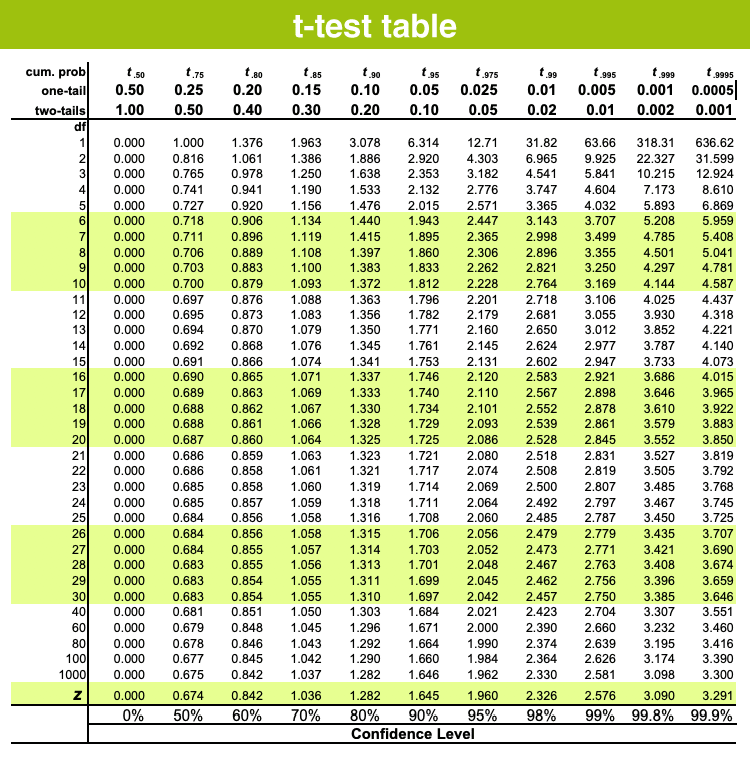 t-test table
cum. prob t.50 t.75 t.80 t.85 t.90 t.95 t.975 t.99 t.995 t.999 t.9995
one-tail 0.50 0.25 0.20 0.15 0.10 0.05 0.025 0.01 0.005 0.001 0.0005
two-tails 1.00 0.50 0.40 0.30 0.20 0.10 0.05 0.02 0.01 0.002 0.001
df
1 0.000 1.000 1.376 1.963 3.078 6.314 12.71 31.82 63.66 318.31 636.62
2 0.000 0.816 1.061 1.386 1.886 2.920 4.303 6.965 9.925 22.327 31.599
3 0.000 0.765 0.978 1.250 1.638 2.353 3.182 4.541 5.841 10.215 12.924
4 0.000 0.741 0.941 1.190 1.533 2.132 2.776 3.747 4.604 7.173 8.610
5 0.000 0.727 0.920 1.156 1.476 2.015 2.571 3.365 4.032 5.893 6.869
6 0.000 0.718 0.906 1.134 1.440 1.943 2.447 3.143 3.707 5.208 5.959
7 0.000 0.711 0.896 1.119 1.415 1.895 2.365 2.998 3.499 4.785 5.408
8 0.000 0.706 0.889 1.108 1.397 1.860 2.306 2.896 3.355 4.501 5.041
9 0.000 0.703 0.883 1.100 1.383 1.833 2.262 2.821 3.250 4.297 4.781
10 0.000 0.700 0.879 1.093 1.372 1.812 2.228 2.764 3.169 4.144 4.587
11 0.000 0.697 0.876 1.088 1.363 1.796 2.201 2.718 3.106 4.025 4.437
12 0.000 0.695 0.873 1.083 1.356 1.782 2.179 2.681 3.055 3.930 4.318
13 0.000 0.694 0.870 1.079 1.350 1.771 2.160 2.650 3.012 3.852 4.221
14 0.000 0.692 0.868 1.076 1.345 1.761 2.145 2.624 2.977 3.787 4.140
15 0.000 0.691 0.866 1.074 1.341 1.753 2.131 2.602 2.947 3.733 4.073
16 0.000 0.690 0.865 1.071 1.337 1.746 2.120 2.583 2.921 3.686 4.015
17 0.000 0.689 0.863 1.069 1.333 1.740 2.110 2.567 2.898 3.646 3.965
18 0.000 0.688 0.862 1.067 1.330 1.734 2.101 2.552 2.878 3.610 3.922
19 0.000 0.688 0.861 1.066 1.328 1.729 2.093 2.539 2.861 3.579 3.883
20 0.000 0.687 0.860 1.064 1.325 1.725 2.086 2.528 2.845 3.552 3.850
21 0.000 0.686 0.859 1.063 1.323 1.721 2.080 2.518 2.831 3.527 3.819
22 0.000 0.686 0.858 1.061 1.321 1.717 2.074 2.508 2.819 3.505 3.792
23 0.000 0.685 0.858 1.060 1.319 1.714 2.069 2.500 2.807 3.485 3.768
24 0.000 0.685 0.857 1.059 1.318 1.711 2.064 2.492 2.797 3.467 3.745
25 0.000 0.684 0.856 1.058 1.316 1.708 2.060 2.485 2.787 3.450 3.725
26 0.000 0.684 0.856 1.058 1.315 1.706 2.056 2.479 2.779 3.435 3.707
27 0.000 0.684 0.855 1.057 1.314 1.703 2.052 2.473 2.771 3.421 3.690
28 0.000 0.683 0.855 1.056 1.313 1.701 2.048 2.467 2.763 3.408 3.674
29 0.000 0.683 0.854 1.055 1.311 1.699 2.045 2.462 2.756 3.396 3.659
30 0.000 0.683 0.854 1.055 1.310 1.697 2.042 2.457 2.750 3.385 3.646
40 0.000 0.681 0.851 1.050 1.303 1.684 2.021 2.423 2.704 3.307 3.551
60 0.000 0.679 0.848 1.045 1.296 1.671 2.000 2.390 2.660 3.232 3.460
80 0.000 0.678 0.846 1.043 1.292 1.664 1.990 2.374 2.639 3.195 3.416
100 0.000 0.677 0.845 1.042 1.290 1.660 1.984 2.364 2.626 3.174 3.390
1000 0.000 0.675 0.842 1.037 1.282 1.646 1.962 2.330 2.581 3.098 3.300
z 0.000 0.674 0.842 1.036 1.282 1.645 1.960 2.326 2.576 3.090 3.291
0% 50% 60% 70% 80% 90% 95% 98% 99% 99.8% 99.9%
Confidence Level